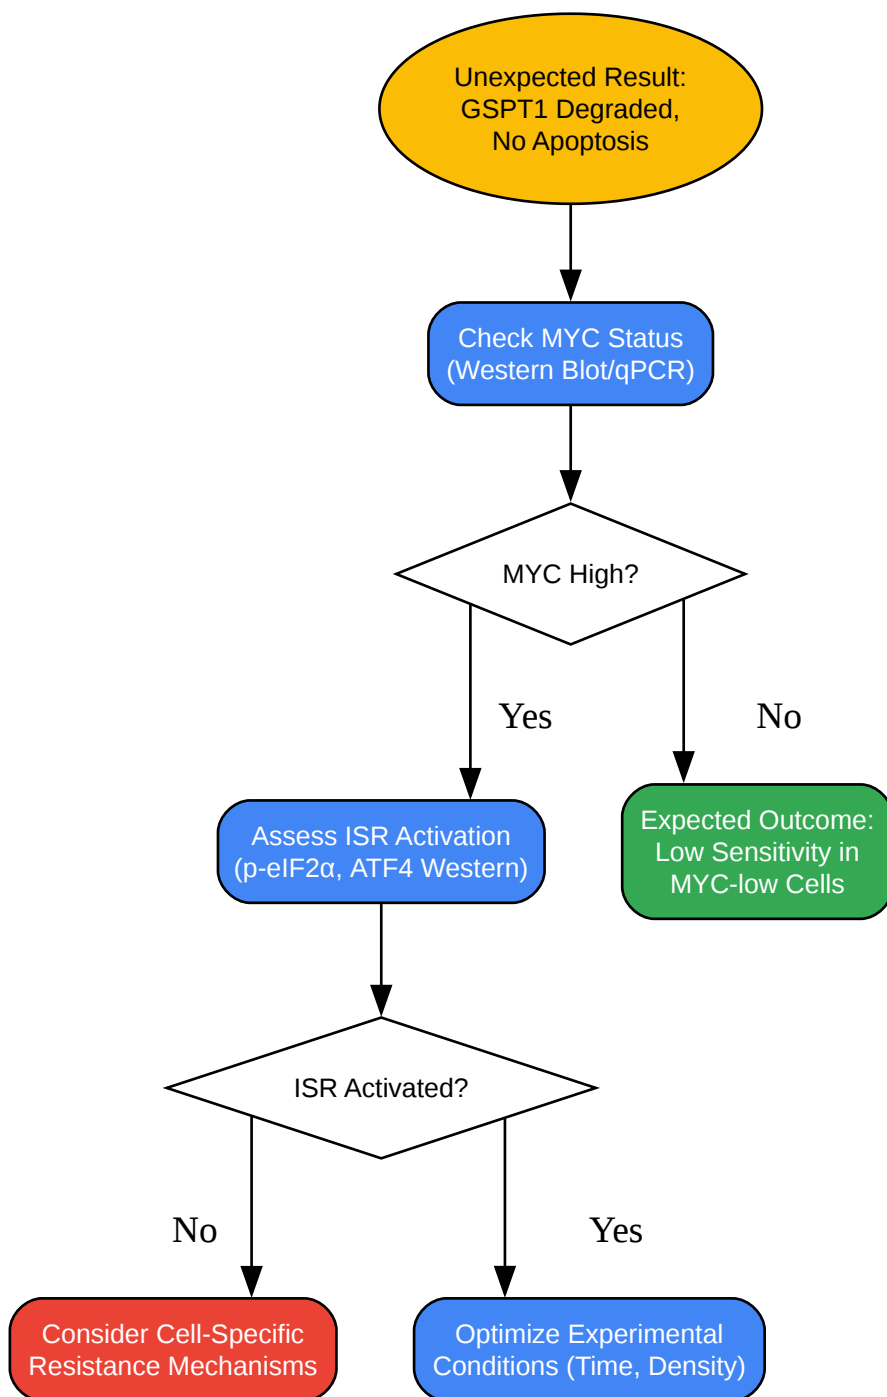 Unexpected Result:
GSPT1 Degraded,
No Apoptosis
Check MYC Status
(Western Blot/qPCR)
MYC High?
Yes
No
Assess ISR Activation
(p-eIF2α, ATF4 Western)
Expected Outcome:
Low Sensitivity in
MYC-low Cells
ISR Activated?
No
Yes
Consider Cell-Specific
Resistance Mechanisms
Optimize Experimental
Conditions (Time, Density)